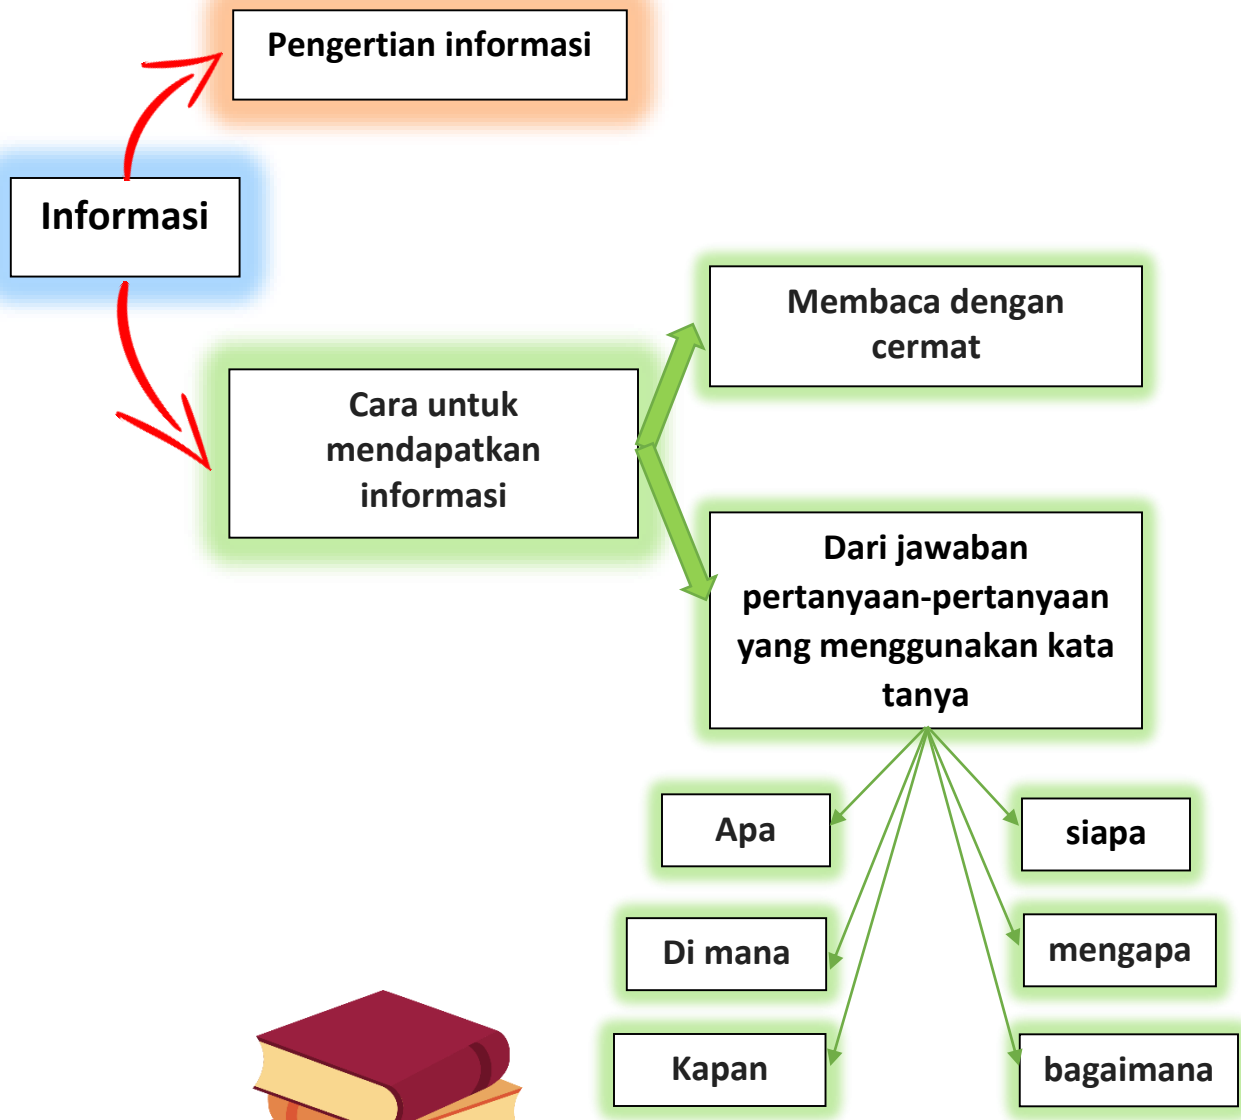 Pengertian informasi
Informasi
Cara untuk
mendapatkan
informasi
Membaca dengan
cermat
Dari jawaban
pertanyaan-pertanyaan
yang menggunakan kata
tanya
Apa
siapa
Di mana
mengapa
Kapan
bagaimana